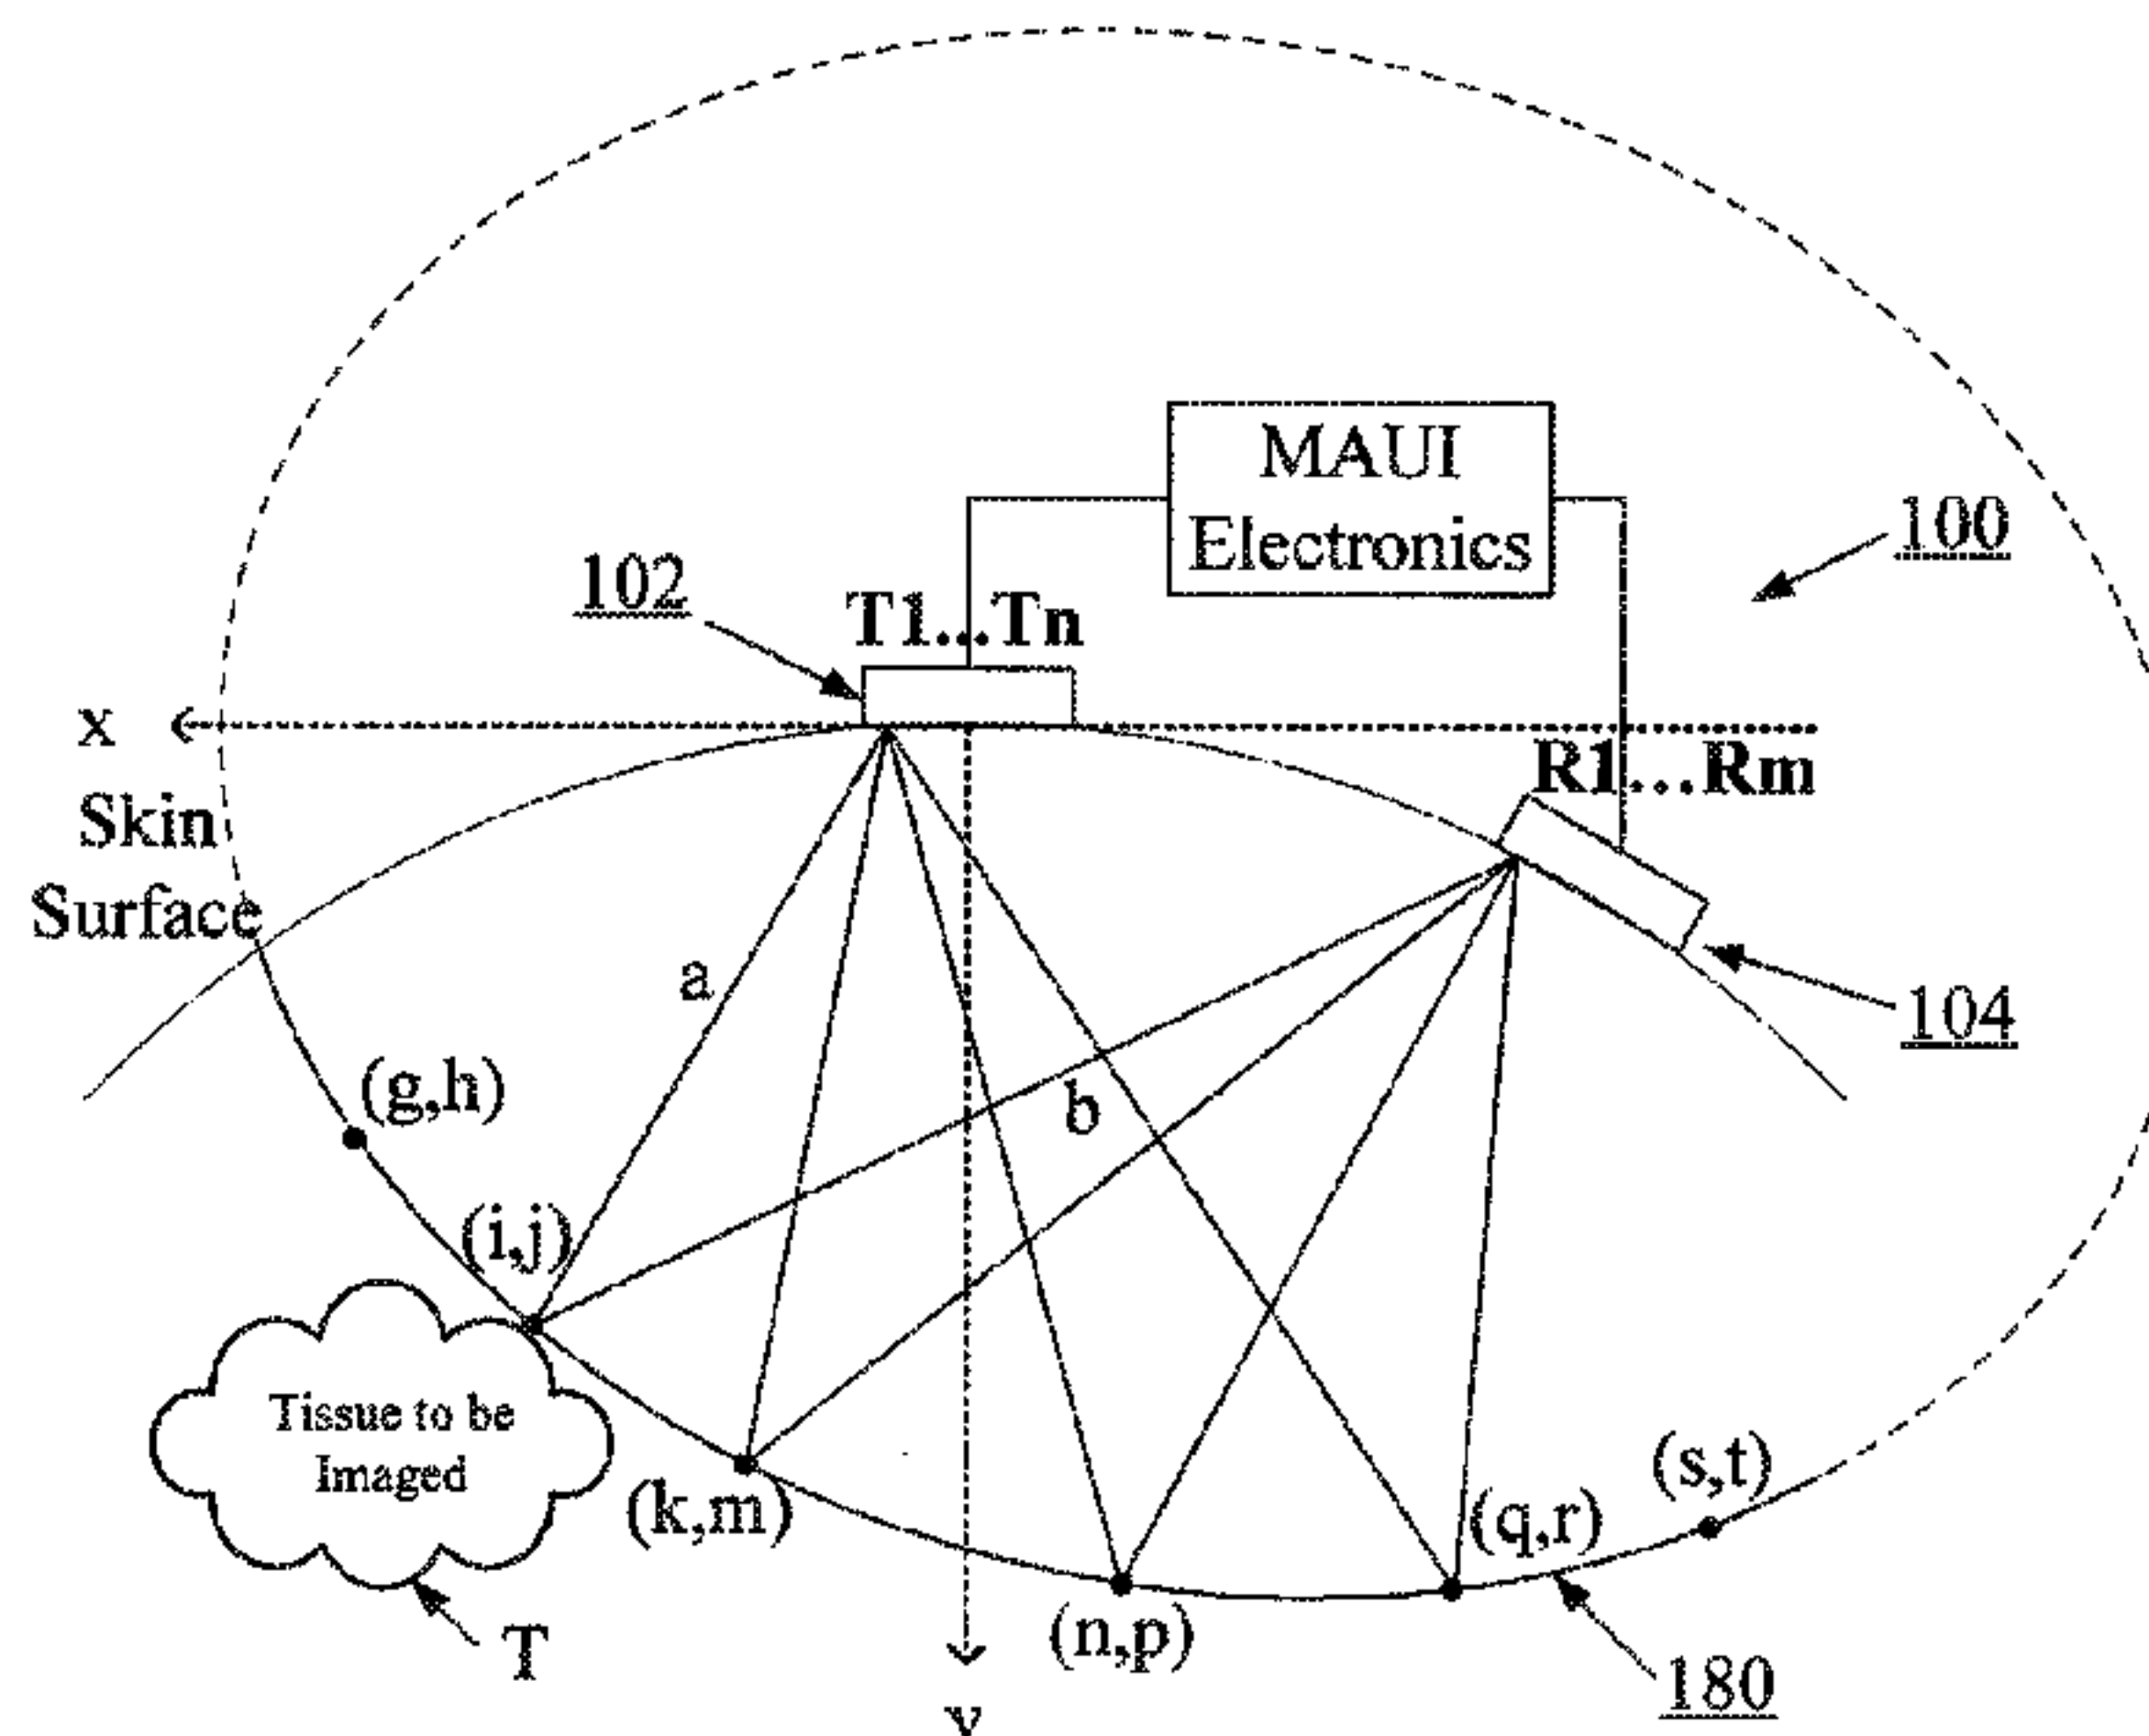 MAUI
Electronics
100
102
T1...Tn
x
R1...Rm
Skin
Surface
a
104
(g,h)
b
(i,j)
Tissue to be
Imaged
(k,m)
(s,t)
(q,r)
(n,p)
T
180
y